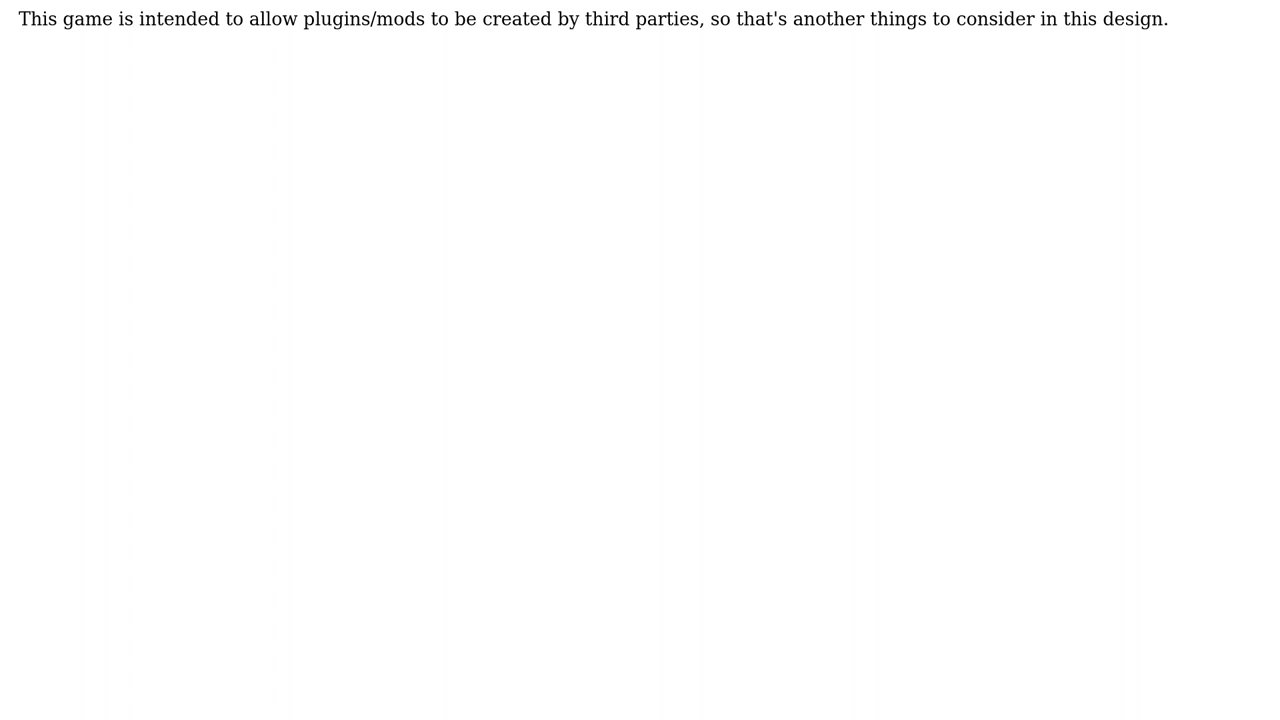 This game is intended to allow plugins/mods to be created by third parties, so that's another things to consider in this design.